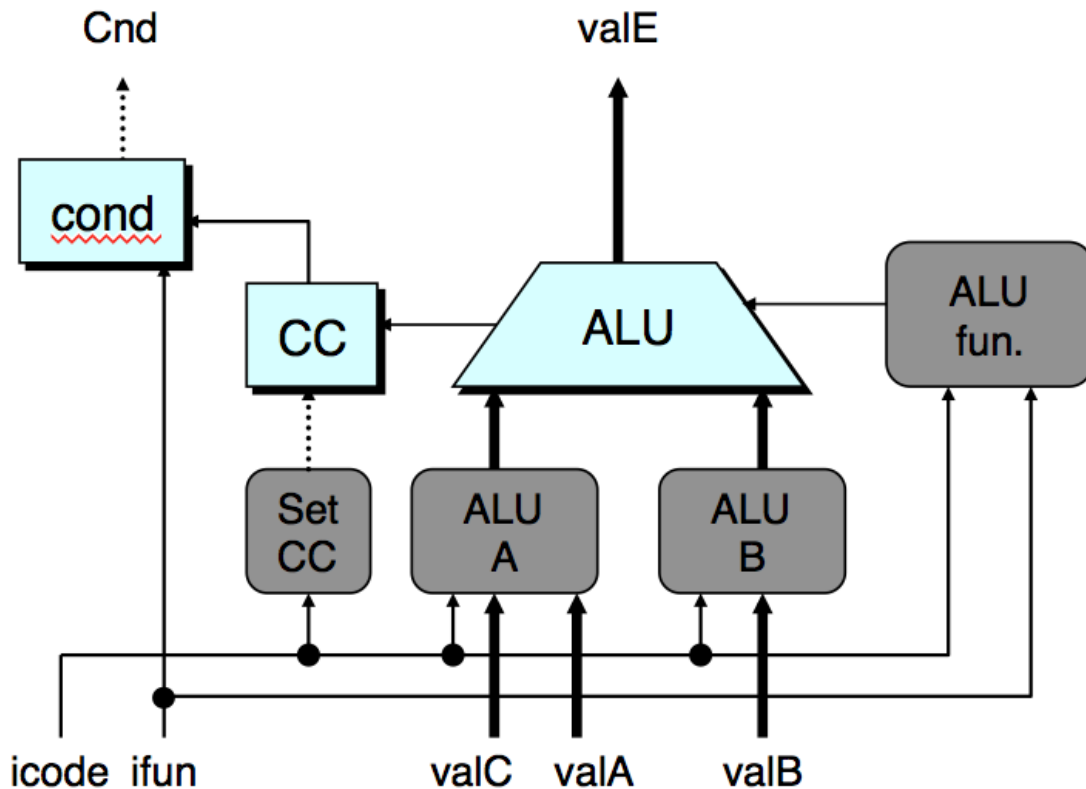 Cnd
valE
cond
CC
ALU
ALU
fun.
Set
CC
ALU
A
ALU
B
icode
ifun
valC
valA
valB